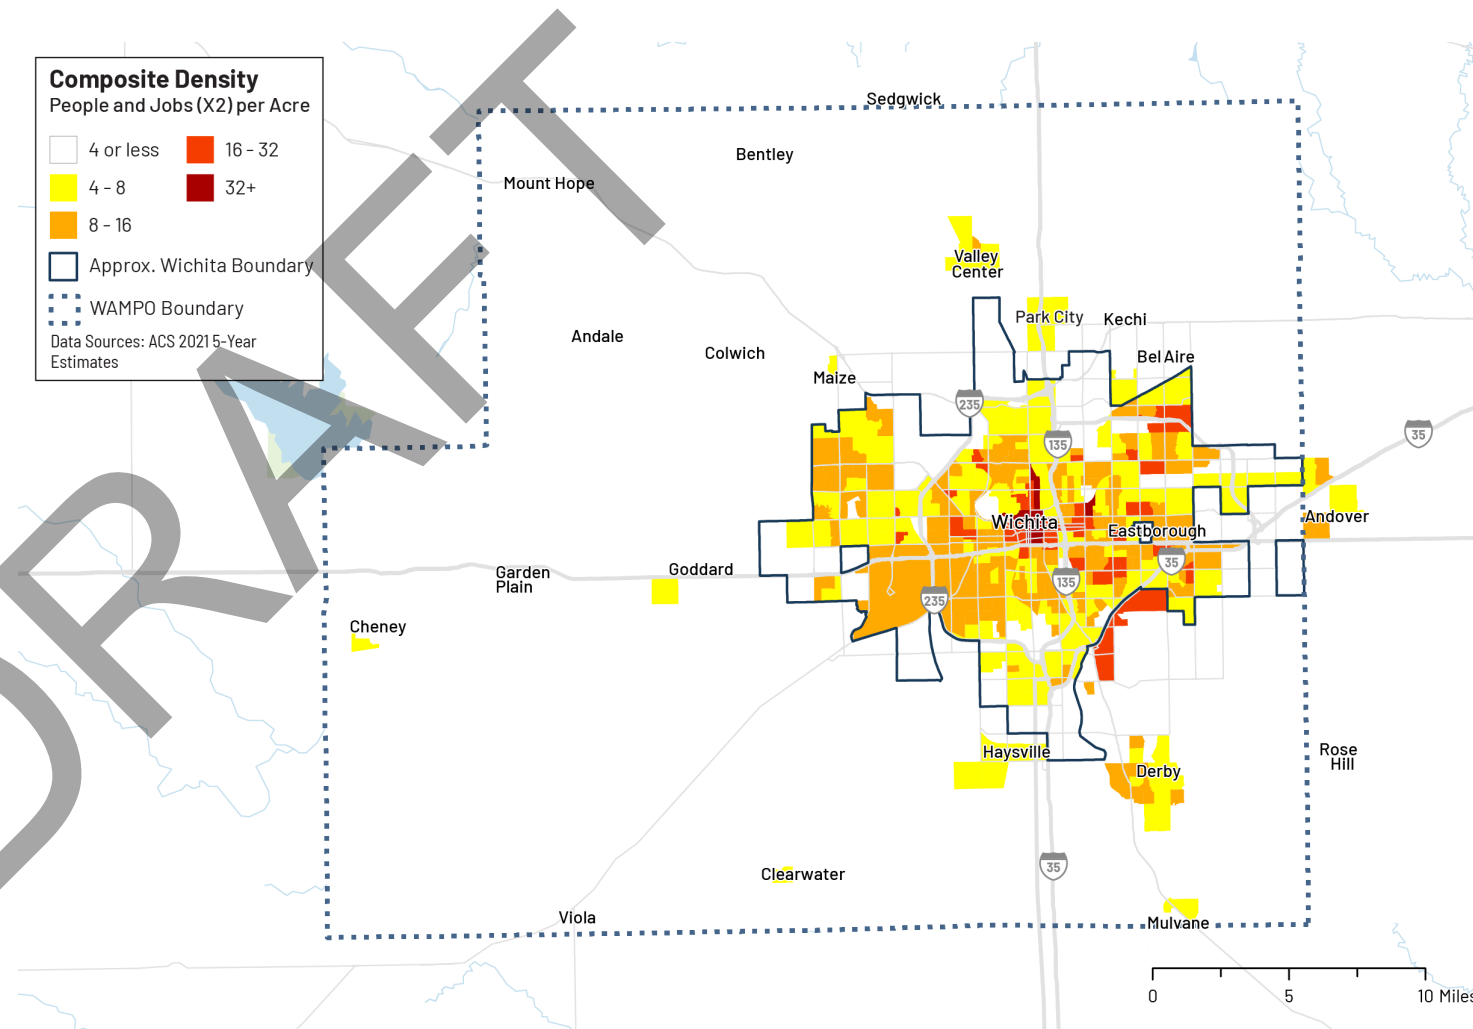 Composite Density
People and Jobs (X2) per Acre
4 or less
16 - 32
4 - 8
32+
8 - 16
Approx. Wichita Boundary
WAMPO Boundary
Data Sources: ACS 2021 5-Year
Estimates
DRAFT
Sedgwick
Bentley
Mount Hope
Valley
Center
Park City
Kechi
Andale
Colwich
Bel Aire
Maize
235
135
35
Wichita
Eastborough
Andover
35
Garden
Plain
Goddard
135
235
Cheney
Haysville
Rose
Hill
Derby
35
Clearwater
Viola
Mulvane
0
5
10 Miles